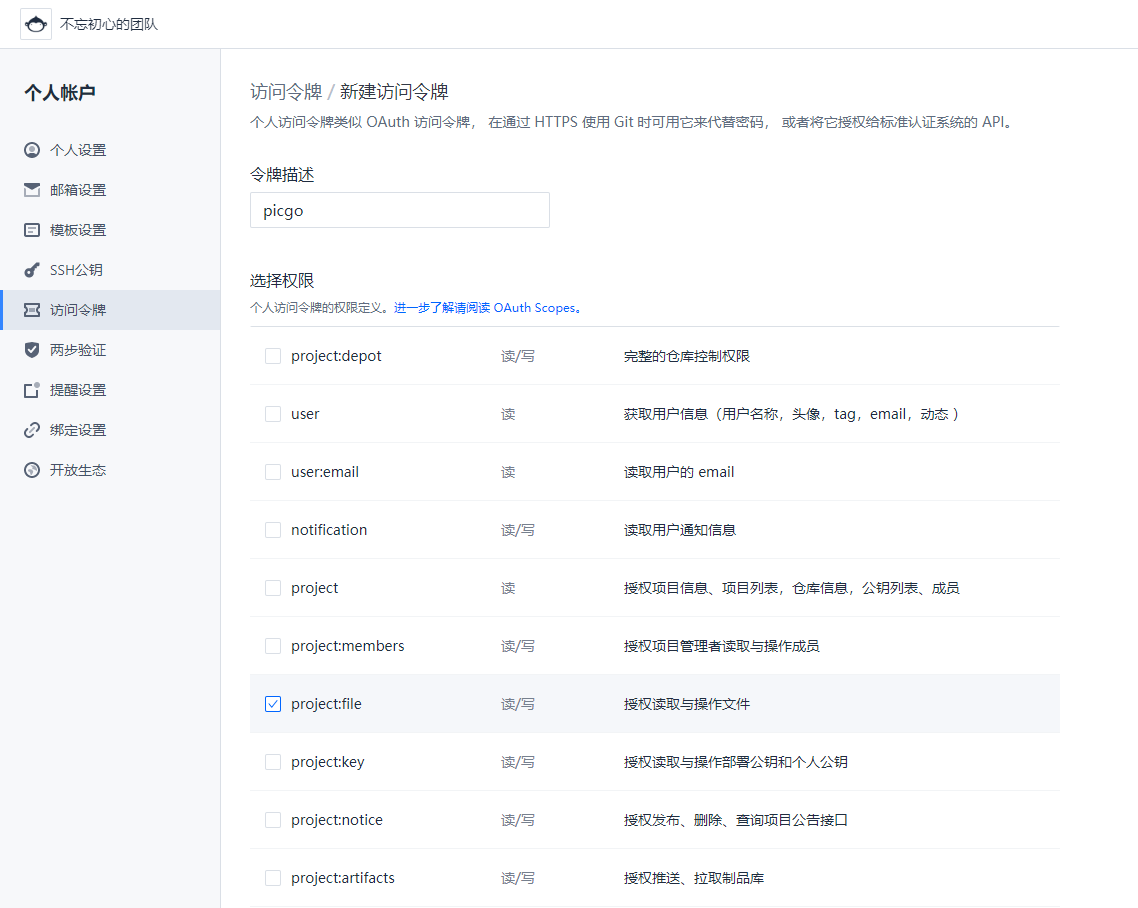 不忘初心的团队
个人帐户
个人设置
邮箱设置
模板设置
SSH公钥
访问令牌
两步验证
提醒设置
绑定设置
开放生态
访问令牌 / 新建访问令牌
个人访问令牌类似 OAuth 访问令牌， 在通过 HTTPS 使用 Git 时可用它来代替密码， 或者将它授权给标准认证系统的 API。
令牌描述
picgo
选择权限
个人访问令牌的权限定义。进一步了解请阅读 OAuth Scopes。
project:depot 读/写 完整的仓库控制权限
user 读 获取用户信息（用户名称，头像，tag，email，动态 ）
user:email 读 读取用户的 email
notification 读/写 读取用户通知信息
project 读 授权项目信息、项目列表，仓库信息，公钥列表、成员
project:members 读/写 授权项目管理者读取与操作成员
project:file 读/写 授权读取与操作文件
project:key 读/写 授权读取与操作部署公钥和个人公钥
project:notice 读/写 授权发布、删除、查询项目公告接口
project:artifacts 读/写 授权推送、拉取制品库